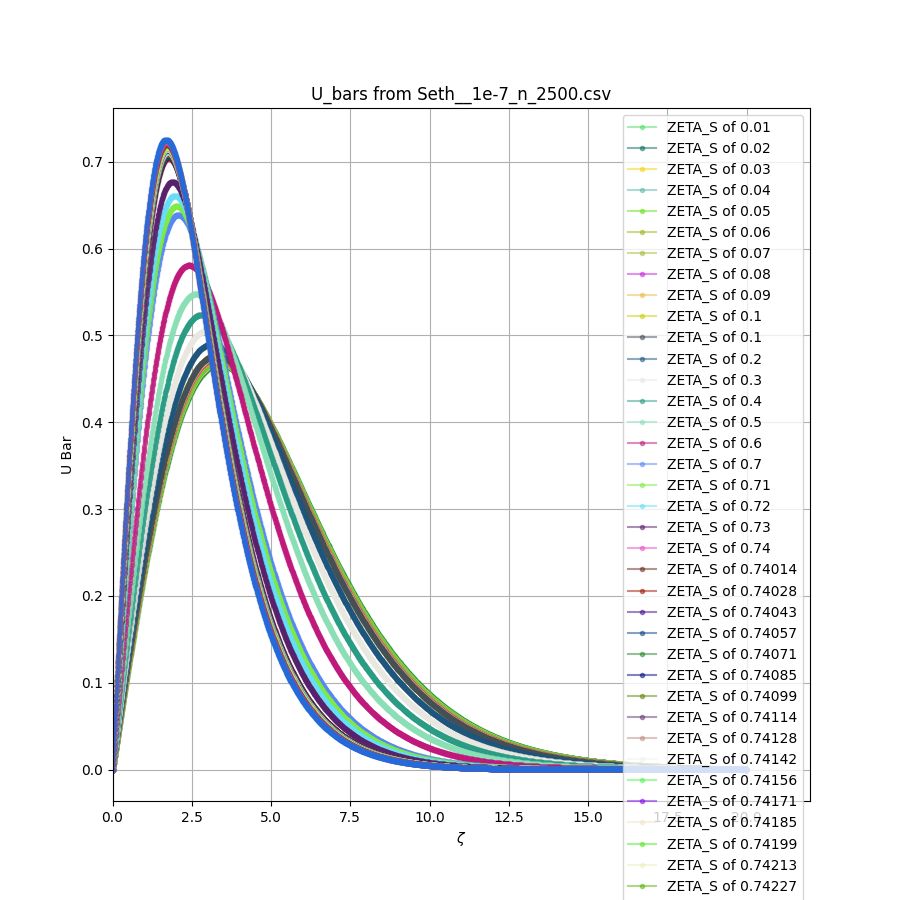 U_bars from Seth__1e-7_n_2500.csv
U Bar
0.7
0.6
0.5
0.4
0.3
0.2
0.1
0.0
0.0 2.5 5.0 7.5 10.0 12.5 15.0 17.5 20.0
ζ
ZETA_S of 0.01
ZETA_S of 0.02
ZETA_S of 0.03
ZETA_S of 0.04
ZETA_S of 0.05
ZETA_S of 0.06
ZETA_S of 0.07
ZETA_S of 0.08
ZETA_S of 0.09
ZETA_S of 0.1
ZETA_S of 0.1
ZETA_S of 0.2
ZETA_S of 0.3
ZETA_S of 0.4
ZETA_S of 0.5
ZETA_S of 0.6
ZETA_S of 0.7
ZETA_S of 0.71
ZETA_S of 0.72
ZETA_S of 0.73
ZETA_S of 0.74
ZETA_S of 0.74014
ZETA_S of 0.74028
ZETA_S of 0.74043
ZETA_S of 0.74057
ZETA_S of 0.74071
ZETA_S of 0.74085
ZETA_S of 0.74099
ZETA_S of 0.74114
ZETA_S of 0.74128
ZETA_S of 0.74142
ZETA_S of 0.74156
ZETA_S of 0.74171
ZETA_S of 0.74185
ZETA_S of 0.74199
ZETA_S of 0.74213
ZETA_S of 0.74227